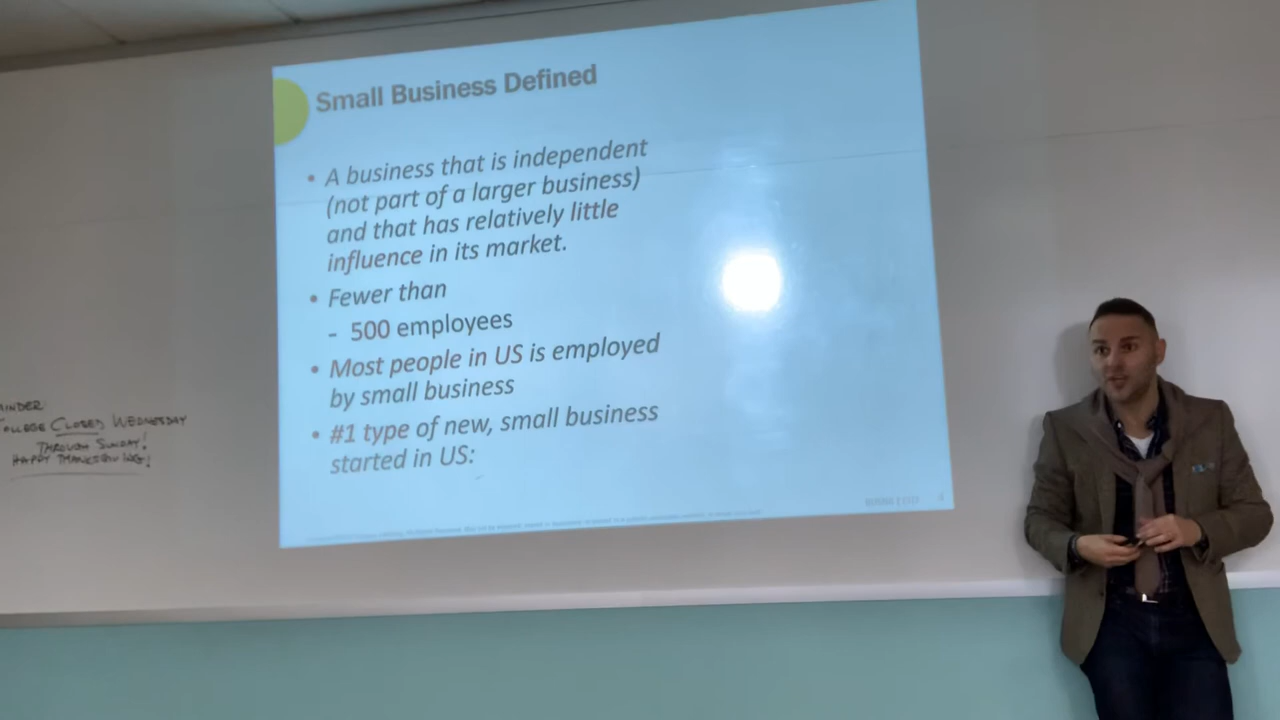 Small Business Defined
• A business that is independent
(not part of a larger business)
and that has relatively little
influence in its market.
• Fewer than
- 500 employees
• Most people in US is employed
by small business
• #1 type of new, small business
started in US:
CLOSED WEDNESDAY
THROUGH SUNDAY!
HAPPY THANKSGIVING!